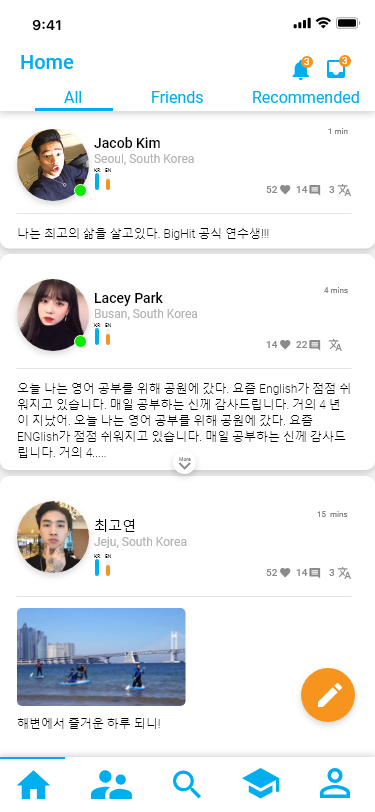 9:41
Home
3
3
All Friends Recommended
Jacob Kim
1 min
Seoul, South Korea
KR EN
52 14 3
나는 최고의 삶을 살고있다. BigHit 공식 연수생!!!
Lacey Park
4 mins
Busan, South Korea
KR EN
14 22
오늘 나는 영어 공부를 위해 공원에 갔다. 요즘 English가 점점 쉬
워지고 있습니다. 매일 공부하는 신께 감사드립니다. 거의 4 년
이 지났어. 오늘 나는 영어 공부를 위해 공원에 갔다. 요즘
ENGlish가 점점 쉬워지고 있습니다. 매일 공부하는 신께 감사드
립니다. 거의 4.....
More
최고연
15 mins
Jeju, South Korea
KR EN
52 14 3
해변에서 즐거운 하루 되니!